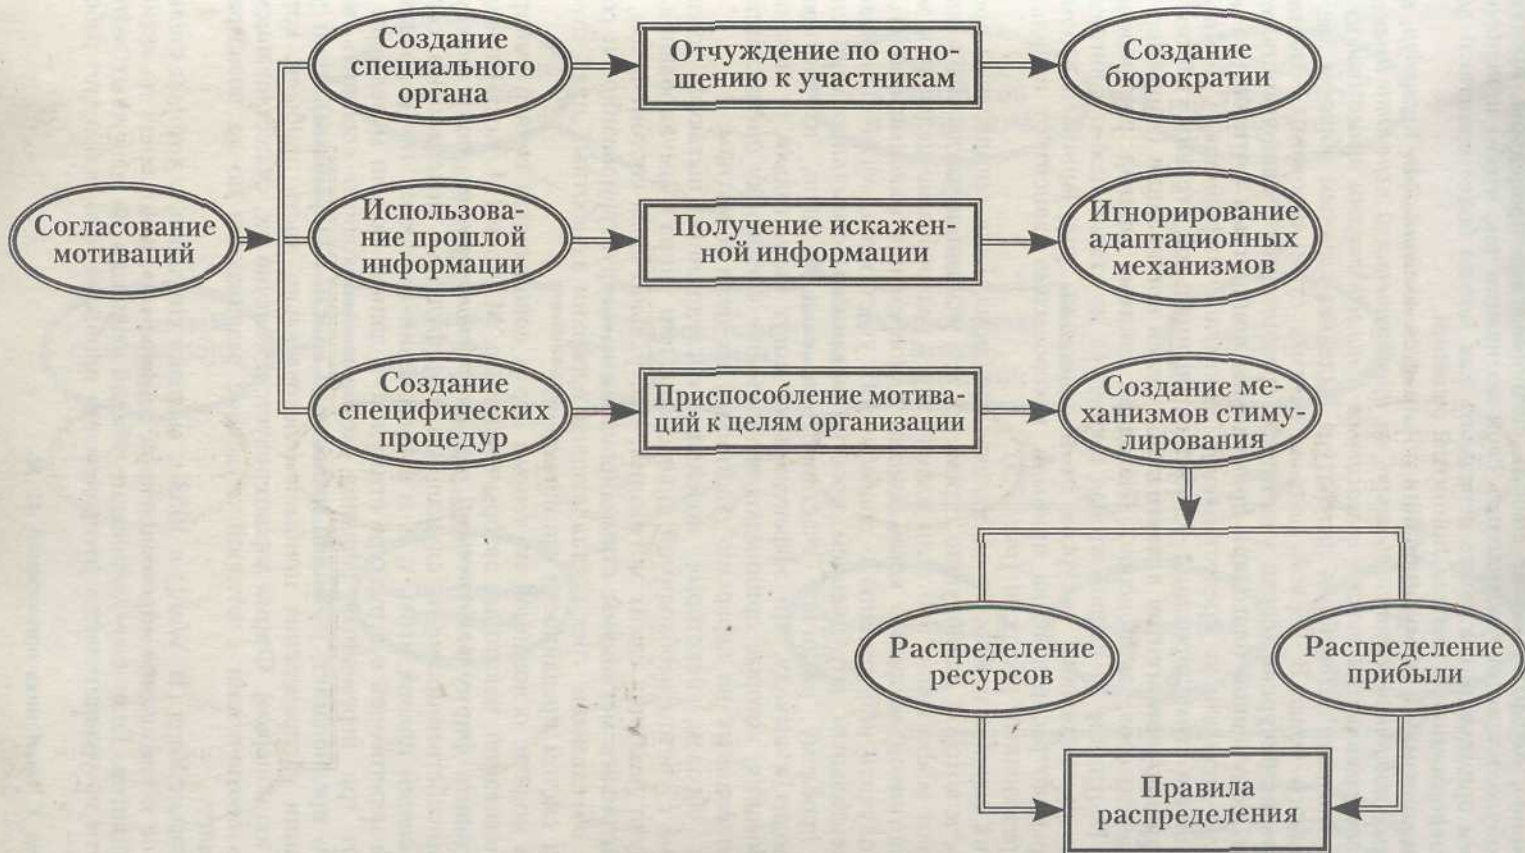 Создание
специального
органа
Отчуждение по отно-
шению к участникам
Создание
бюрократии
Согласование
мотиваций
Использова-
ние прошлой
информации
Получение искажен-
ной информации
Игнорирование
адаптационных
механизмов
Создание
специфических
процедур
Приспособление мотива-
ций к целям организации
Создание ме-
ханизмов стиму-
лирования
Распределение
ресурсов
Распределение
прибыли
Правила
распределения